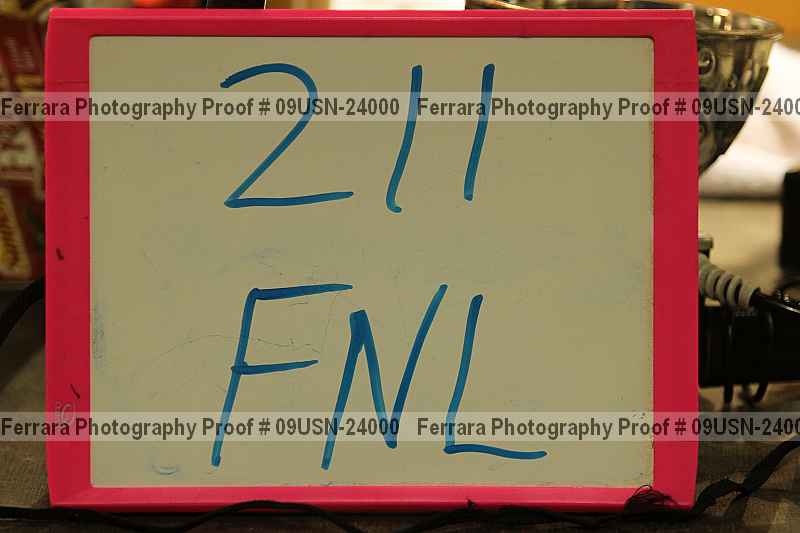 211
Ferrara Photography Proof # 09USN-24000 Ferrara Photography Proof # 09USN-24000
FNL
Ferrara Photography Proof # 09USN-24000 Ferrara Photography Proof # 09USN-2400